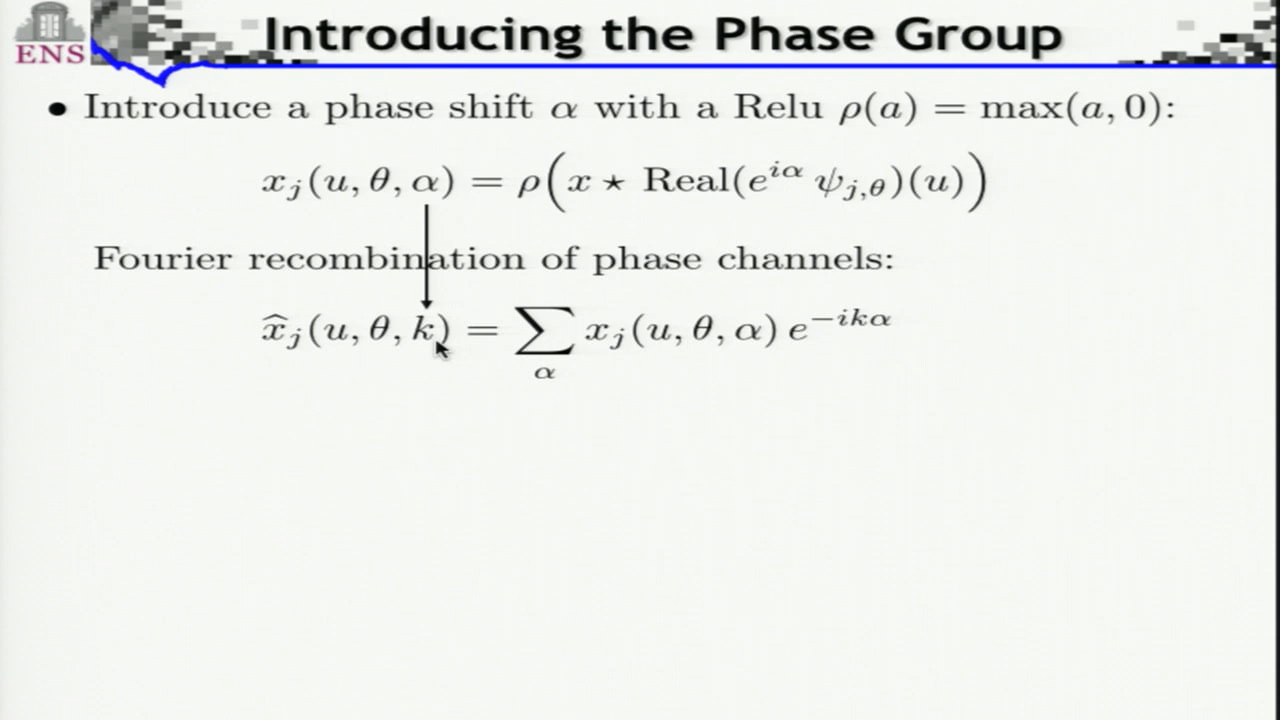 ENS
Introducing the Phase Group
• Introduce a phase shift α with a Relu ρ(a) = max(a, 0):
x_j(u, θ, α) = ρ(x ⋆ Real(e^{iα} ψ_{j,θ})(u))
Fourier recombination of phase channels:
x̂_j(u, θ, k) = ∑_α x_j(u, θ, α) e^{−ikα}